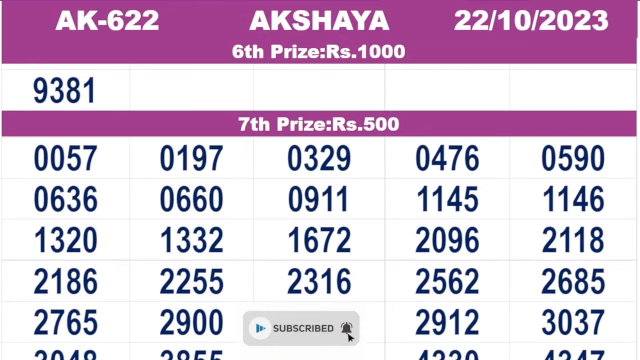 AK-622 AKSHAYA 22/10/2023
6th Prize:Rs.1000
9381
7th Prize:Rs.500
0057 0197 0329 0476 0590
0636 0660 0911 1145 1146
1320 1332 1672 2096 2118
2186 2255 2316 2562 2685
2765 2900 SUBSCRIBED 2912 3037